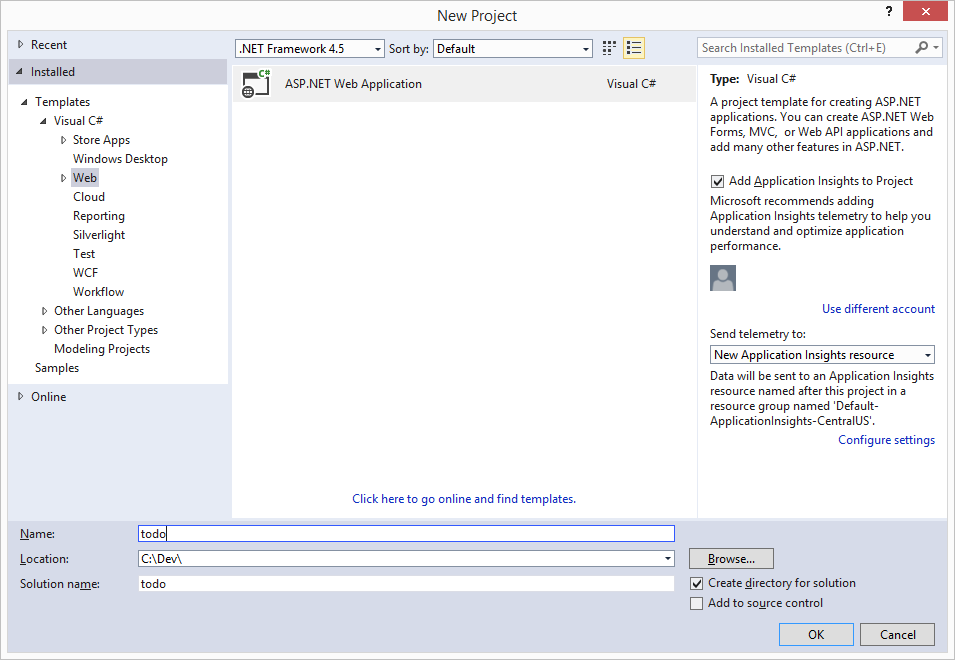 New Project
?
Recent
Installed
Templates
Visual C#
Store Apps
Windows Desktop
Web
Cloud
Reporting
Silverlight
Test
WCF
Workflow
Other Languages
Other Project Types
Modeling Projects
Samples
Online
.NET Framework 4.5
Sort by:
Default
C#
ASP.NET Web Application
Visual C#
Click here to go online and find templates.
Search Installed Templates (Ctrl+E)
Type: Visual C#
A project template for creating ASP.NET
applications. You can create ASP.NET Web
Forms, MVC,  or Web API applications and
add many other features in ASP.NET.
Add Application Insights to Project
Microsoft recommends adding
Application Insights telemetry to help you
understand and optimize application
performance.
Use different account
Send telemetry to:
New Application Insights resource
Data will be sent to an Application Insights
resource named after this project in a
resource group named 'Default-
ApplicationInsights-CentralUS'.
Configure settings
Name:
todo
Location:
C:\Dev\
Browse...
Solution name:
todo
Create directory for solution
Add to source control
OK
Cancel